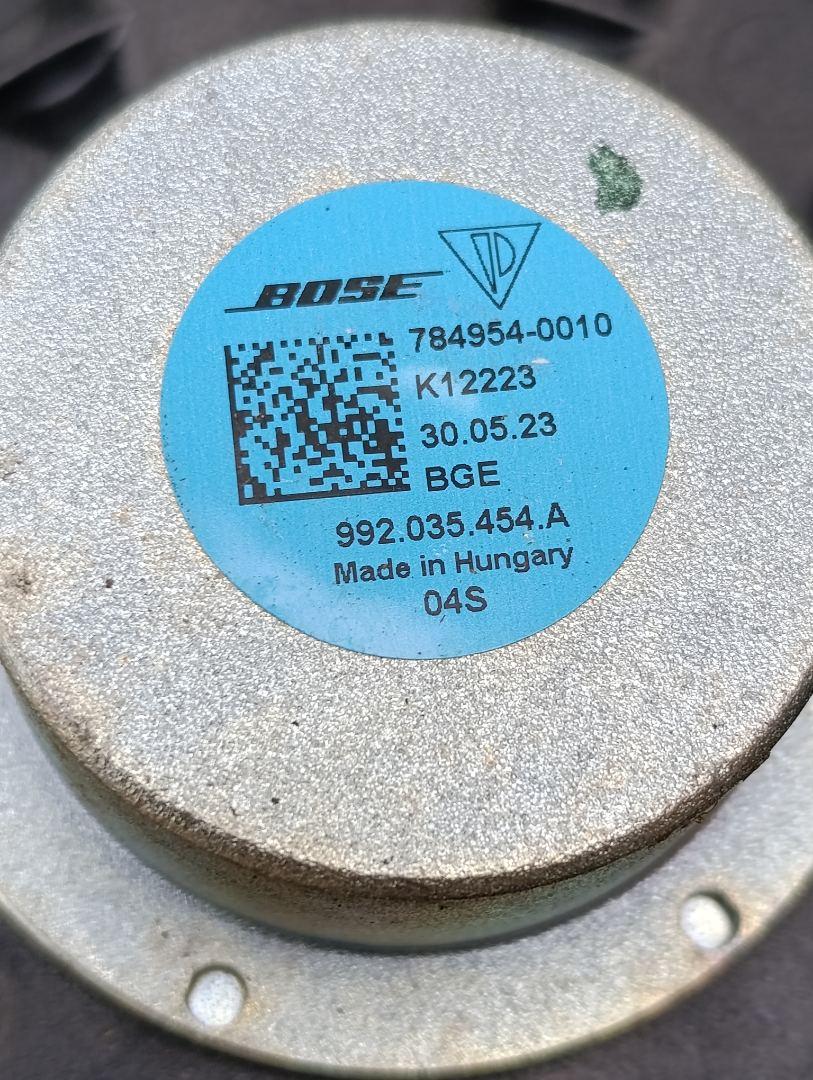 BOSE
784954-0010
K12223
30.05.23
BGE
992.035.454.A
Made in Hungary
04S